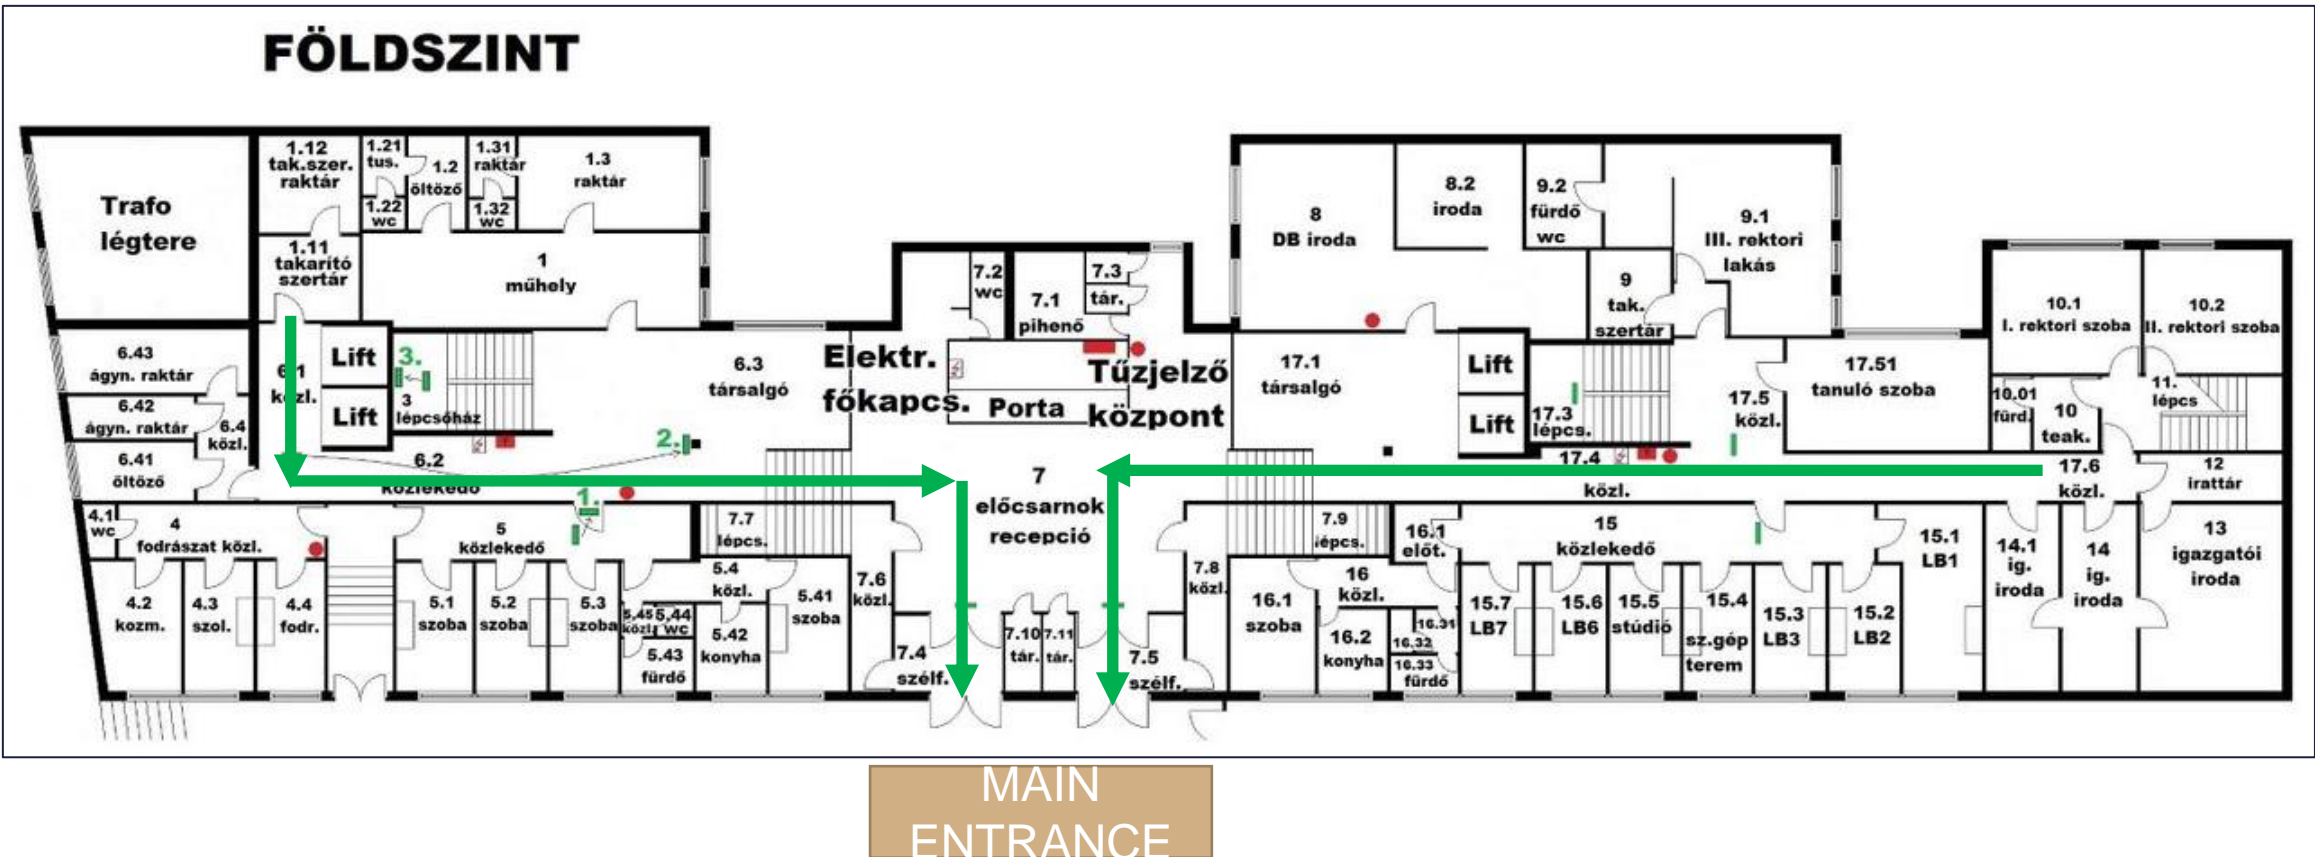 FÖLDSZINT
Trafo
légtere
1.12
tak.szer.
raktár
1.21
tus.
1.22
wc
1.2
öltöző
1.31
raktár
1.32
wc
1.3
raktár
1.11
takarító
szertár
1
műhely
6.43
ágyn. raktár
6.42
ágyn. raktár
6.41
öltöző
6.4
közl.
6.1
közl.
Lift
Lift
3.
3
lépcsőház
6.3
társalgó
2.
6.2
közlekedő
1.
4.1
wc
4
fodrászat közl.
4.2
kozm.
4.3
szol.
4.4
fodr.
5
közlekedő
5.1
szoba
5.2
szoba
5.3
szoba
5.4
közl.
5.45
közl.
5.44
wc
5.43
fürdő
5.42
konyha
5.41
szoba
7.7
lépcs.
7.6
közl.
7.2
wc
7.1
pihenő
7.3
tár.
Elektr.
főkapcs.
Porta
Tűzjelző
központ
7
előcsarnok
recepció
7.4
szélf.
7.10
tár.
7.11
tár.
7.5
szélf.
7.8
közl.
7.9
lépcs.
8
DB iroda
8.2
iroda
9.2
fürdő
wc
9.1
III. rektori
lakás
9
tak.
szertár
17.1
társalgó
Lift
Lift
17.3
lépcs.
17.5
közl.
17.51
tanuló szoba
17.4
közl.
10.1
I. rektori szoba
10.2
II. rektori szoba
10.01
fürd.
10
teak.
11.
lépcs
17.6
közl.
12
irattár
13
igazgatói
iroda
14.1
ig.
iroda
14
ig.
iroda
15
közlekedő
15.1
LB1
15.2
LB2
15.3
LB3
15.4
sz.gép
terem
15.5
stúdió
15.6
LB6
15.7
LB7
16.1
előt.
16
közl.
16.1
szoba
16.2
konyha
16.31
16.32
16.33
fürdő
MAIN
ENTRANCE